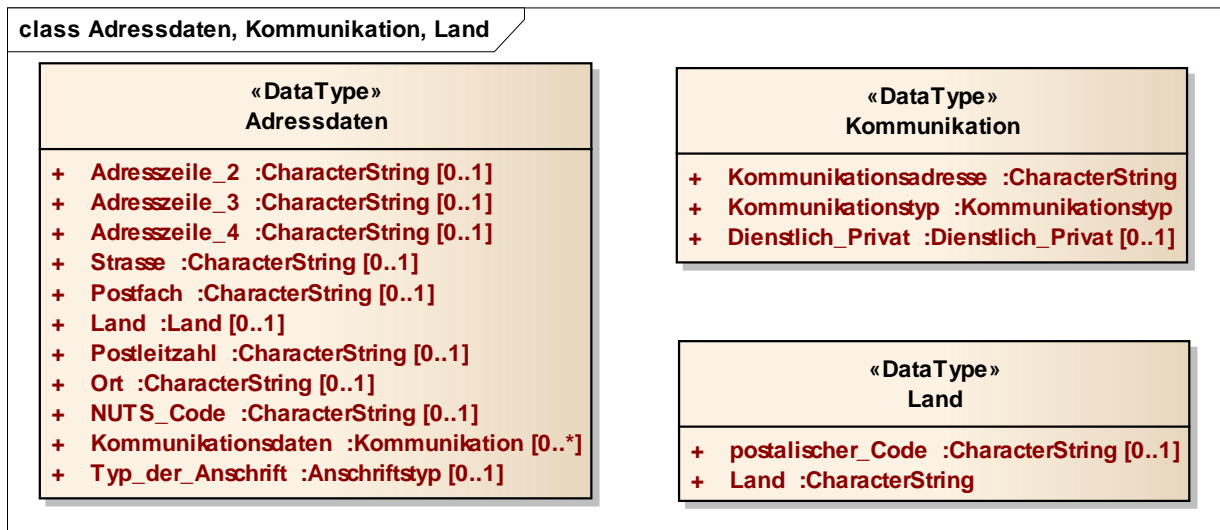 class Adressdaten, Kommunikation, Land
«DataType»
Adressdaten
+ Adresszeile_2 :CharacterString [0..1]
+ Adresszeile_3 :CharacterString [0..1]
+ Adresszeile_4 :CharacterString [0..1]
+ Strasse :CharacterString [0..1]
+ Postfach :CharacterString [0..1]
+ Land :Land [0..1]
+ Postleitzahl :CharacterString [0..1]
+ Ort :CharacterString [0..1]
+ NUTS_Code :CharacterString [0..1]
+ Kommunikationsdaten :Kommunikation [0..*]
+ Typ_der_Anschrift :Anschriftstyp [0..1]
«DataType»
Kommunikation
+ Kommunikationsadresse :CharacterString
+ Kommunikationstyp :Kommunikationstyp
+ Dienstlich_Privat :Dienstlich_Privat [0..1]
«DataType»
Land
+ postalischer_Code :CharacterString [0..1]
+ Land :CharacterString